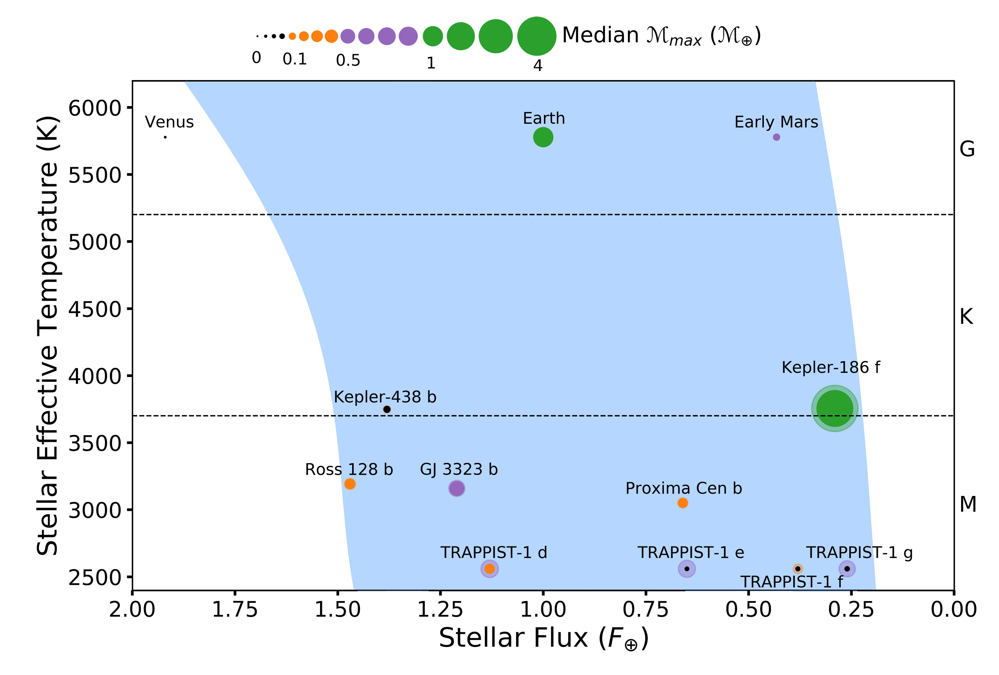 Median ℳmax (ℳ⊕)
0 0.1 0.5 1 4
Stellar Effective Temperature (K)
6000
5500
5000
4500
4000
3500
3000
2500
Venus
Earth
Early Mars
G
K
Kepler-186 f
Kepler-438 b
Ross 128 b
GJ 3323 b
Proxima Cen b
M
TRAPPIST-1 d
TRAPPIST-1 e
TRAPPIST-1 g
TRAPPIST-1 f
2.00 1.75 1.50 1.25 1.00 0.75 0.50 0.25 0.00
Stellar Flux (F⊕)